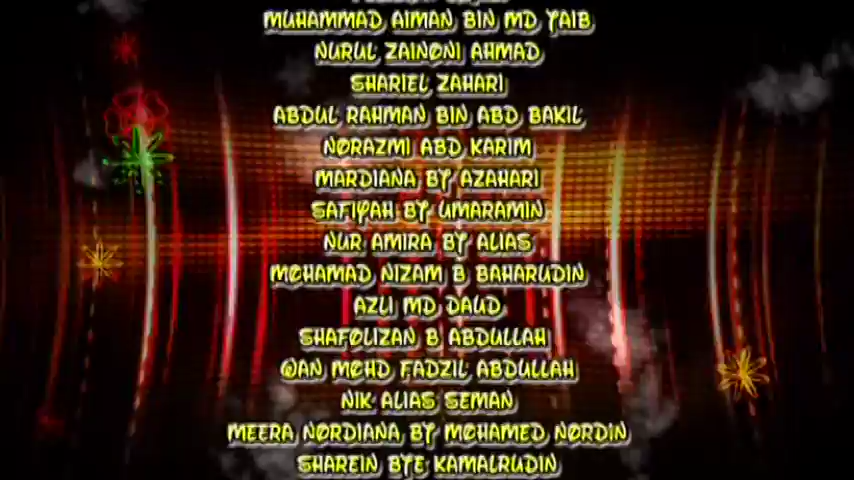 MUHAMMAD AIMAN BIN MD TAIB
NURUL ZAINONI AHMAD
SHARIEL ZAHARI
ABDUL RAHMAN BIN ABD BAKIL
NORAZMI ABD KARIM
MARDIANA BT AZAHARI
SAFIYAH BT UMARAMIN
NUR AMIRA BT ALIAS
MOHAMAD NIZAM B BAHARUDIN
AZLI MD DAUD
SHAFOLIZAN B ABDULLAH
WAN MOHD FADZIL ABDULLAH
NIK ALIAS SEMAN
MEERA NORDIANA BT MOHAMED NORDIN
SHAREIN BTE KAMALRUDIN